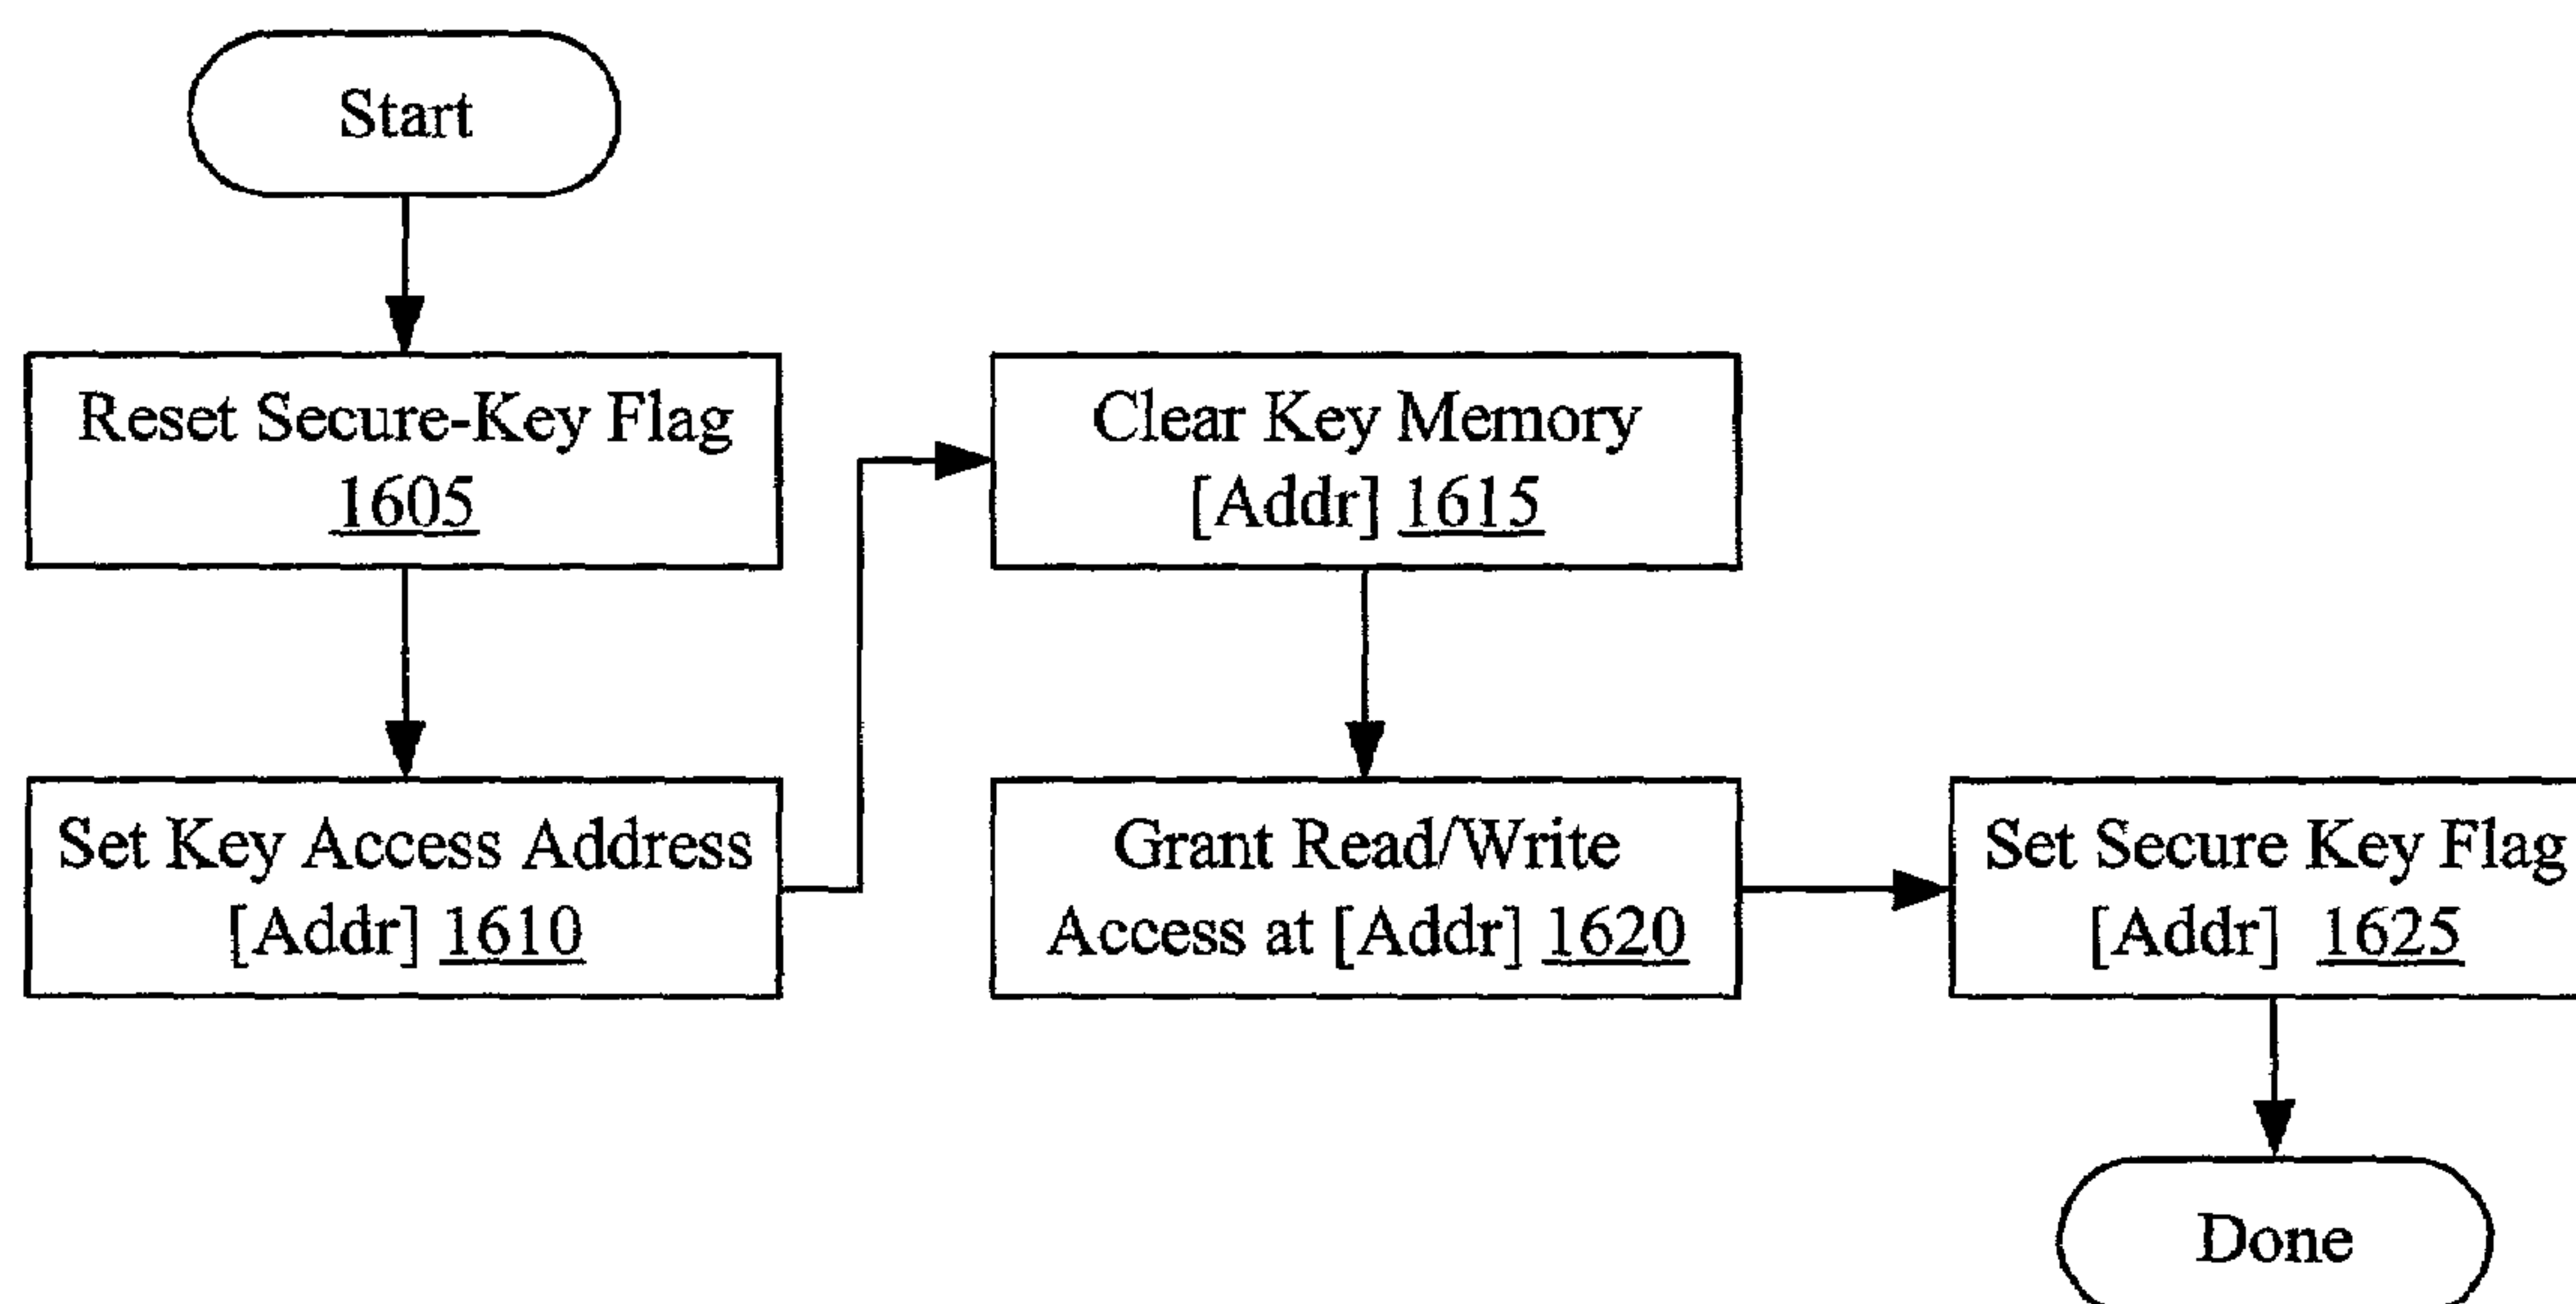 Start
Reset Secure-Key Flag
1605
Set Key Access Address
[Addr] 1610
Clear Key Memory
[Addr] 1615
Grant Read/Write
Access at [Addr] 1620
Set Secure Key Flag
[Addr] 1625
Done